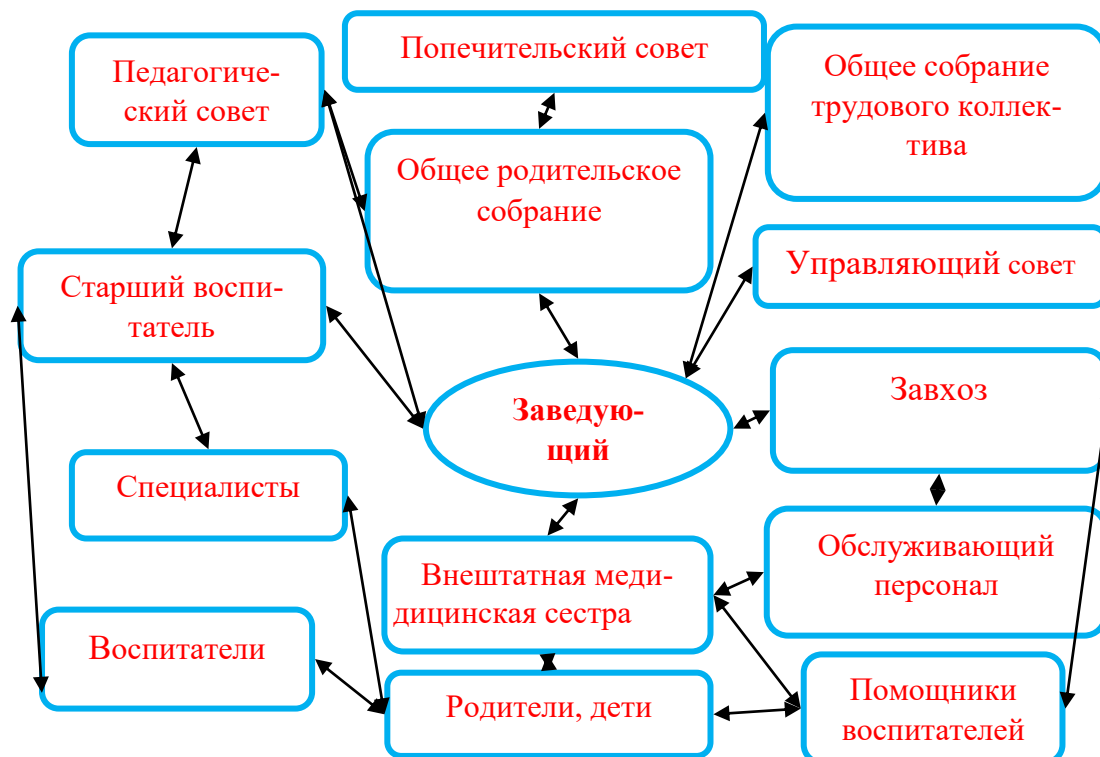 Попечительский совет
Педагогиче-
ский совет
Общее собрание
трудового коллек-
тива
Общее родительское
собрание
Управляющий совет
Старший воспи-
татель
Заведую-
щий
Завхоз
Специалисты
Внештатная меди-
дицинская сестра
Обслуживающий
персонал
Воспитатели
Родители, дети
Помощники
воспитателей